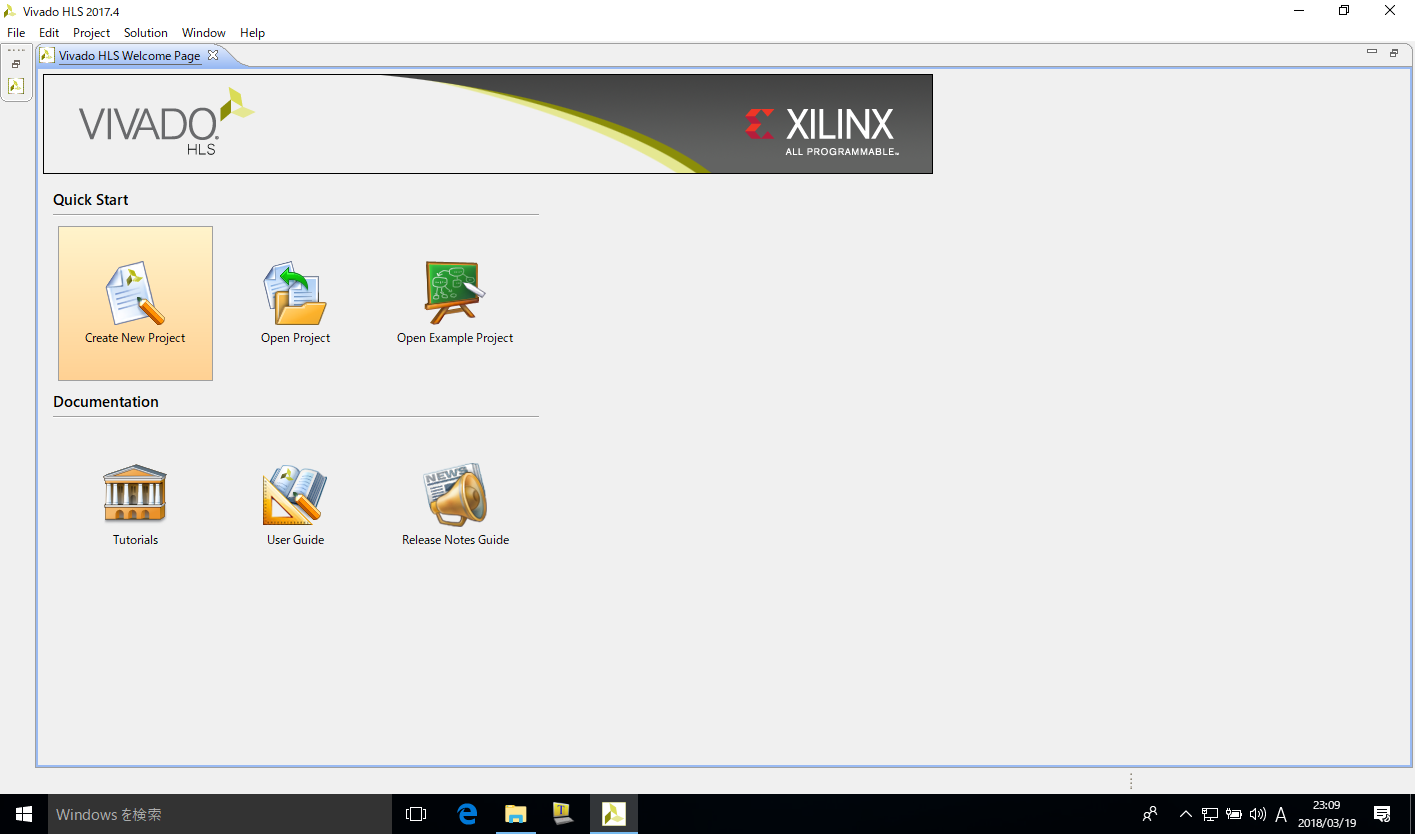 Vivado HLS 2017.4
File Edit Project Solution Window Help
Vivado HLS Welcome Page
VIVADO.
HLS
XILINX
ALL PROGRAMMABLE™
Quick Start
Create New Project
Open Project
Open Example Project
Documentation
NEWS
Tutorials
User Guide
Release Notes Guide
Windows を検索
A
23:09
2018/03/19